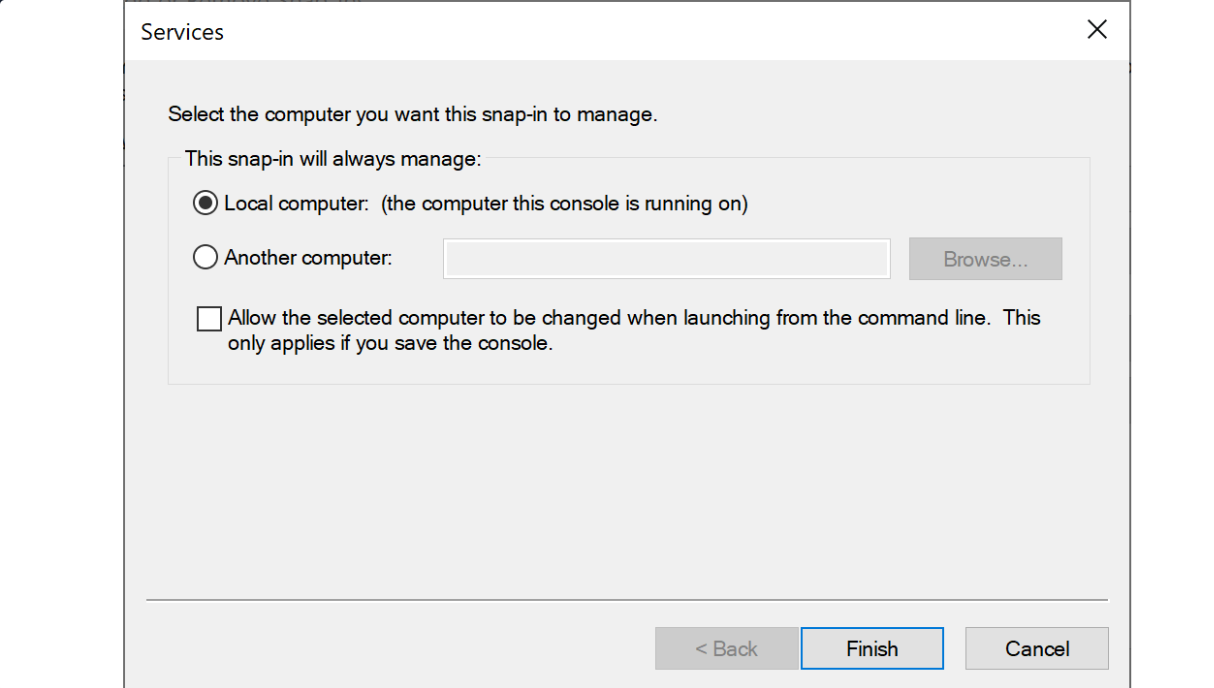 Services
Select the computer you want this snap-in to manage.
This snap-in will always manage:
Local computer:  (the computer this console is running on)
Another computer:
Browse...
Allow the selected computer to be changed when launching from the command line.  This
only applies if you save the console.
< Back
Finish
Cancel